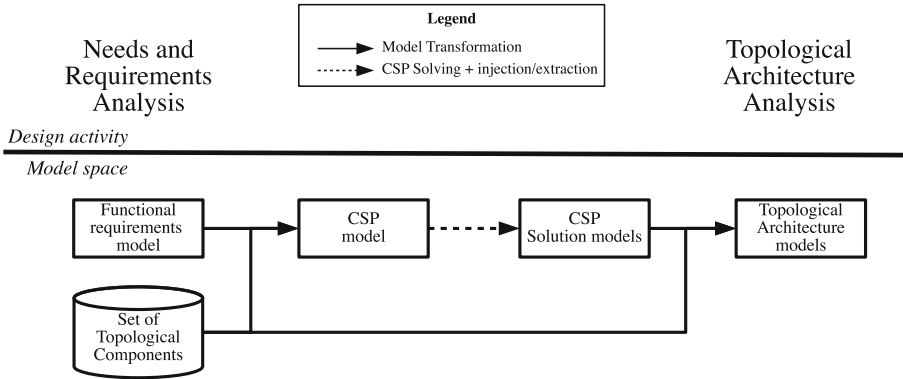 Legend
Model Transformation
CSP Solving + injection/extraction
Needs and
Requirements
Analysis
Topological
Architecture
Analysis
Design activity
Model space
Functional
requirements
model
CSP
model
CSP
Solution models
Topological
Architecture
models
Set of
Topological
Components